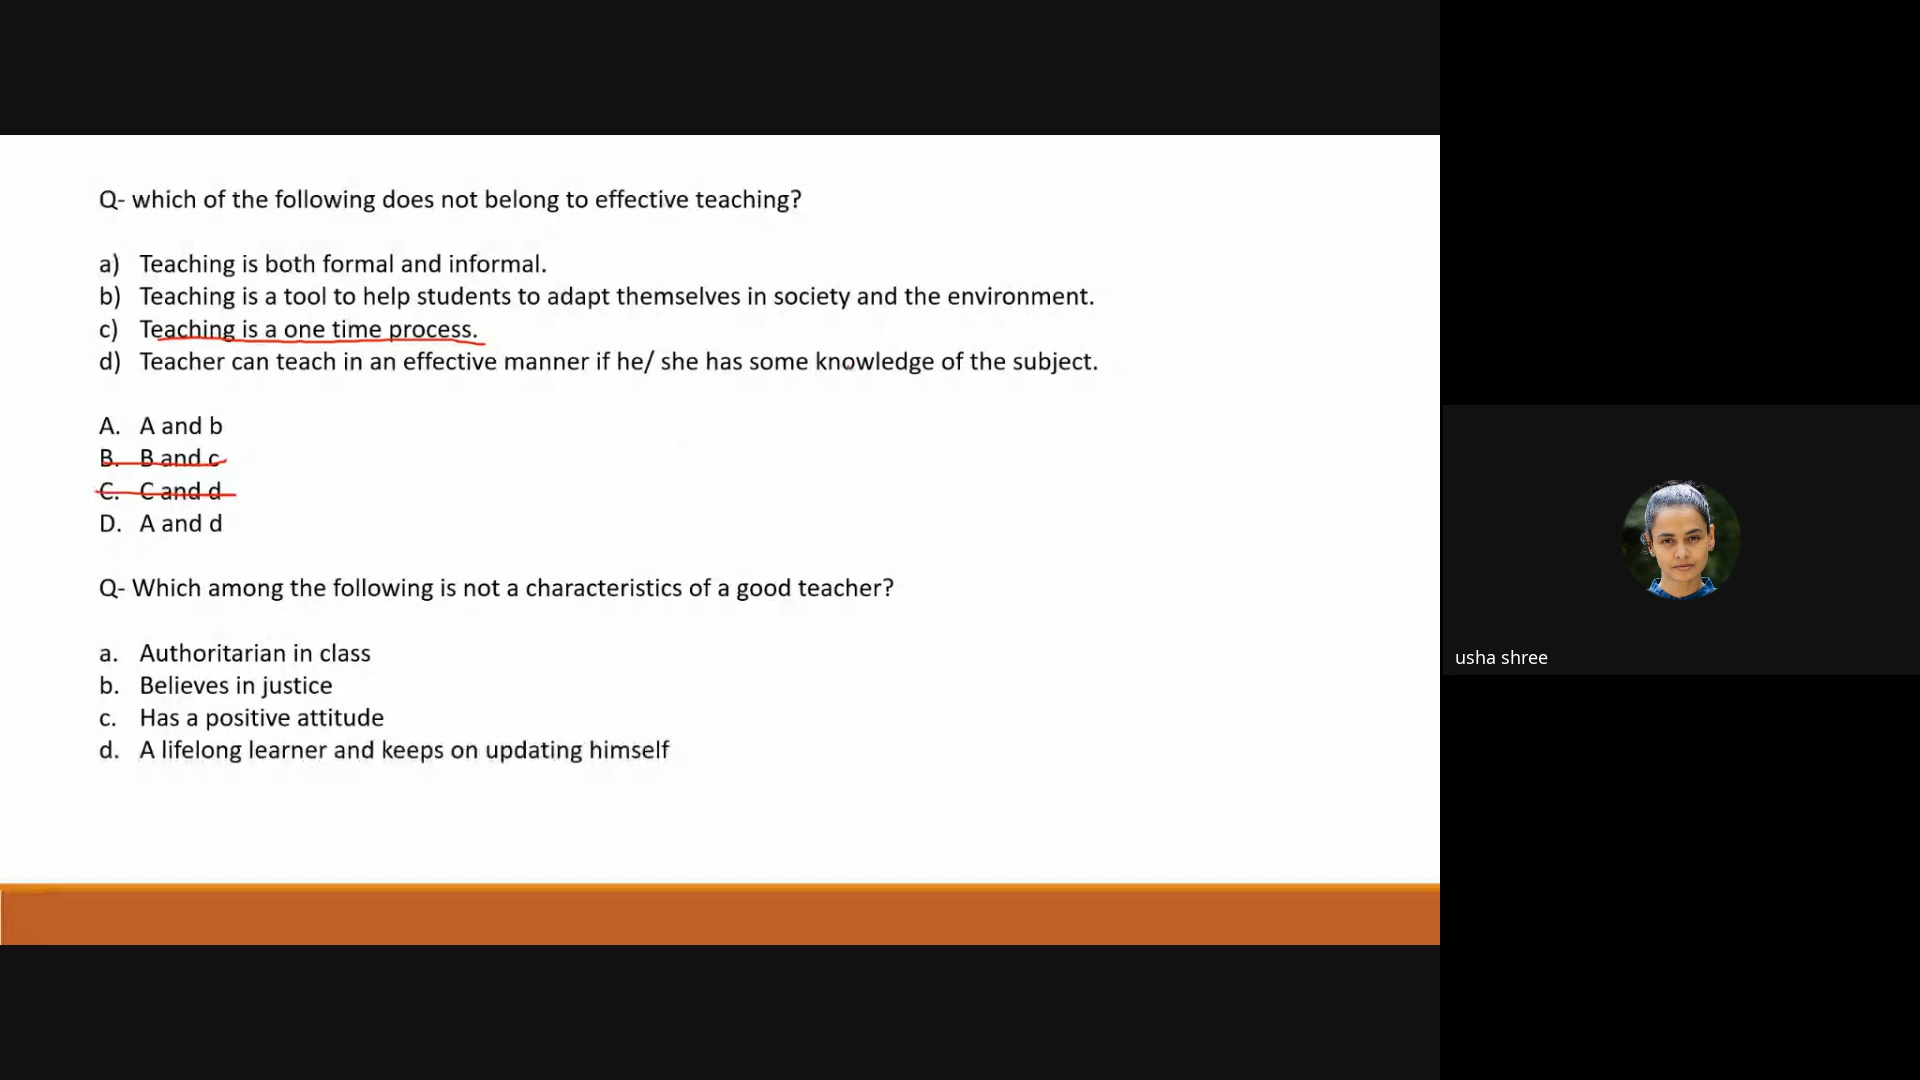 Q- which of the following does not belong to effective teaching?
a) Teaching is both formal and informal.
b) Teaching is a tool to help students to adapt themselves in society and the environment.
c) Teaching is a one time process.
d) Teacher can teach in an effective manner if he/ she has some knowledge of the subject.
A. A and b
B. B and c
C. C and d
D. A and d
Q- Which among the following is not a characteristics of a good teacher?
a. Authoritarian in class
b. Believes in justice
c. Has a positive attitude
d. A lifelong learner and keeps on updating himself
usha shree